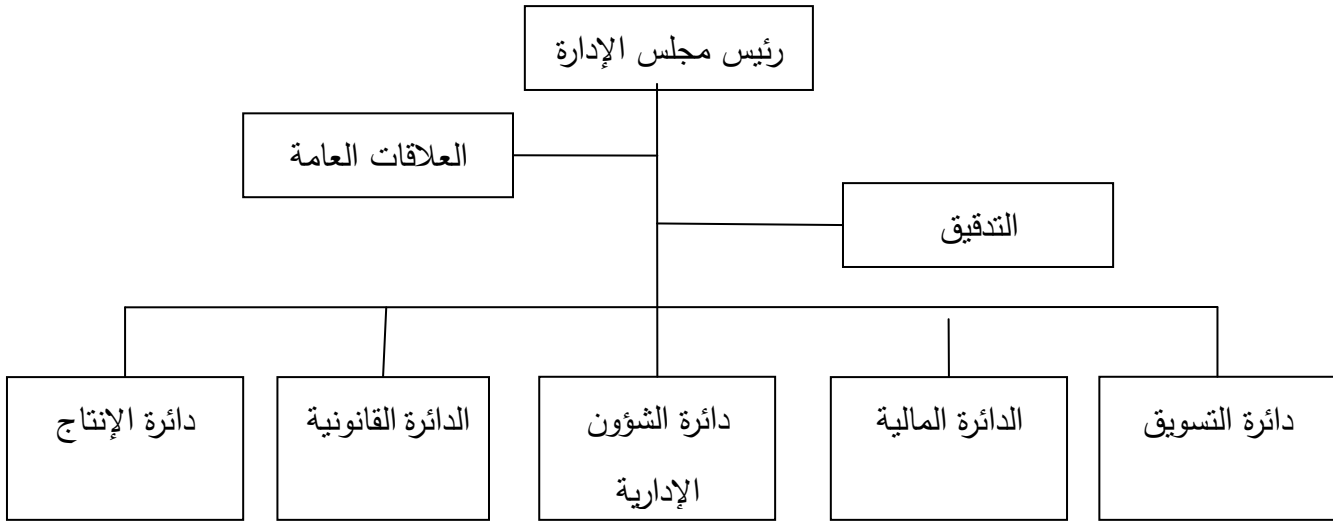 رئيس مجلس الإدارة
العلاقات العامة
التدقيق
دائرة التسويق
الدائرة المالية
دائرة الشؤون
الإدارية
الدائرة القانونية
دائرة الإنتاج